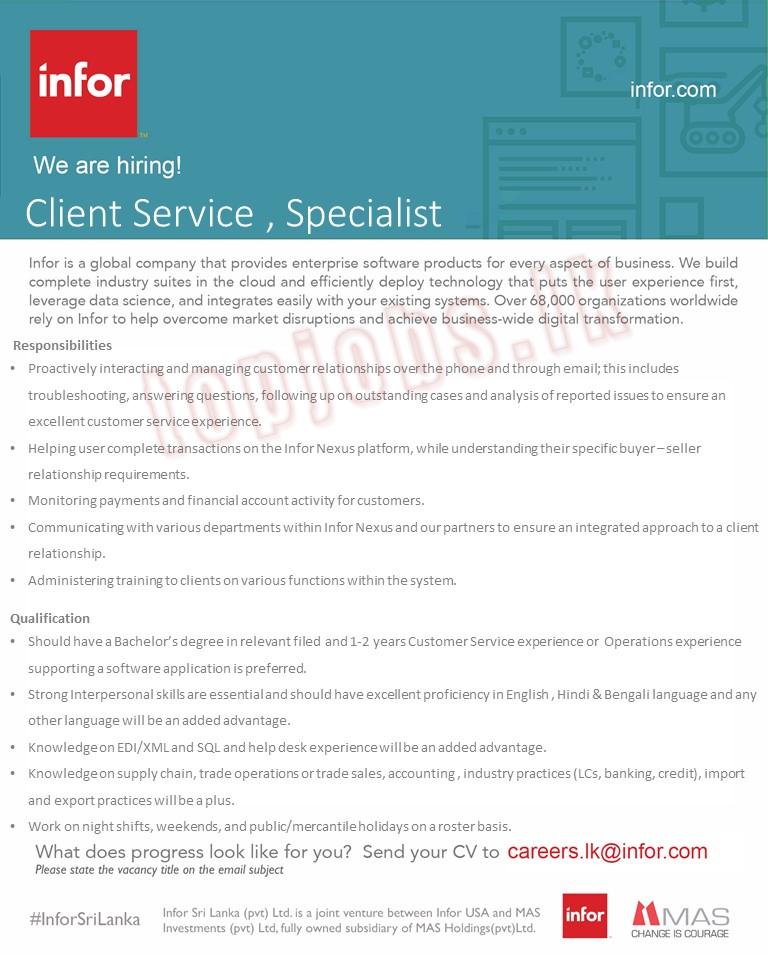 infor
TM
infor.com
We are hiring!
Client Service , Specialist
Infor is a global company that provides enterprise software products for every aspect of business. We build
complete industry suites in the cloud and efficiently deploy technology that puts the user experience first,
leverage data science, and integrates easily with your existing systems. Over 68,000 organizations worldwide
rely on Infor to help overcome market disruptions and achieve business-wide digital transformation.
topjobs.lk
Responsibilities
• Proactively interacting and managing customer relationships over the phone and through email; this includes
troubleshooting, answering questions, following up on outstanding cases and analysis of reported issues to ensure an
excellent customer service experience.
• Helping user complete transactions on the Infor Nexus platform, while understanding their specific buyer – seller
relationship requirements.
• Monitoring payments and financial account activity for customers.
• Communicating with various departments within Infor Nexus and our partners to ensure an integrated approach to a client
relationship.
• Administering training to clients on various functions within the system.
Qualification
• Should have a Bachelor's degree in relevant filed and 1-2 years Customer Service experience or Operations experience
supporting a software application is preferred.
• Strong Interpersonal skills are essential and should have excellent proficiency in English , Hindi & Bengali language and any
other language will be an added advantage.
• Knowledge on EDI/XML and SQL and help desk experience will be an added advantage.
• Knowledge on supply chain, trade operations or trade sales, accounting , industry practices (LCs, banking, credit), import
and export practices will be a plus.
• Work on night shifts, weekends, and public/mercantile holidays on a roster basis.
What does progress look like for you? Send your CV to careers.lk@infor.com
Please state the vacancy title on the email subject
#InforSriLanka
Infor Sri Lanka (pvt) Ltd. is a joint venture between Infor USA and MAS
Investments (pvt) Ltd, fully owned subsidiary of MAS Holdings(pvt)Ltd.
infor
MAS
CHANGE IS COURAGE